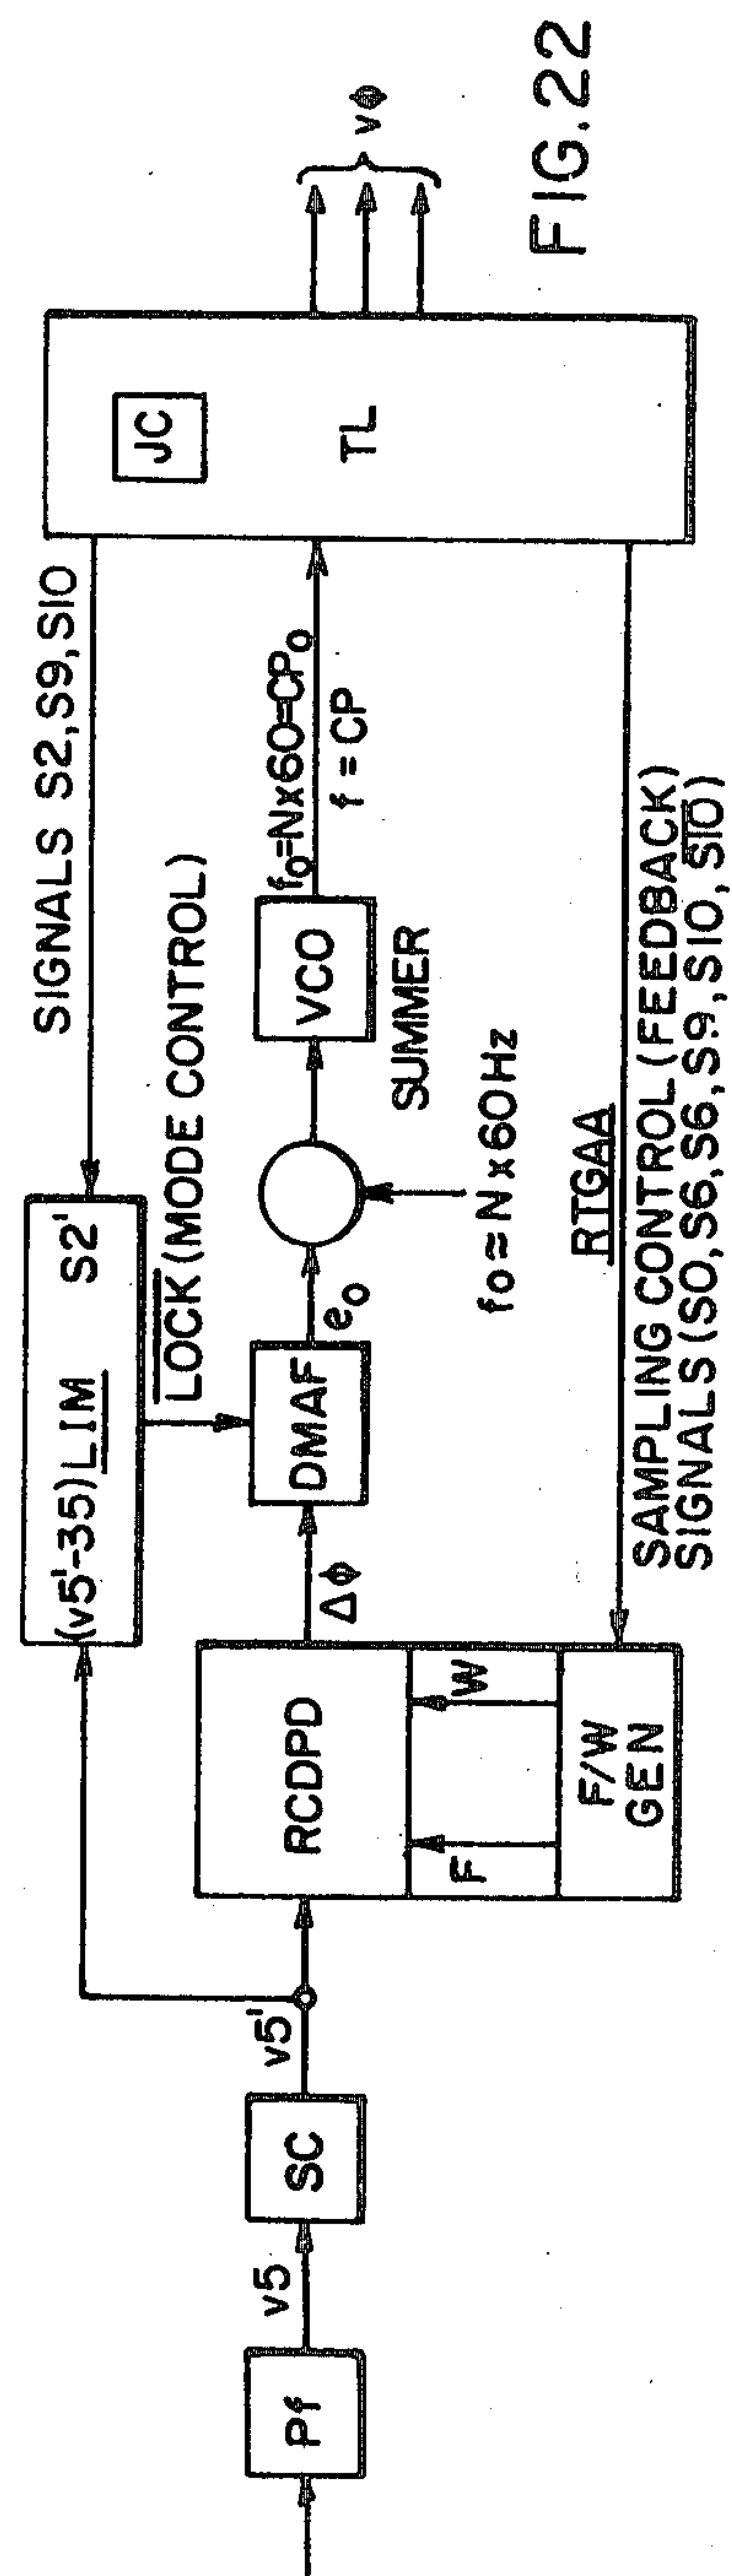 SIGNALS S2,S9,S10
(v5'-35)LIM S2'
LOCK (MODE CONTROL)
JC
Pf
v5
SC
v5'
RCDPD
Δϕ
DMAF
e₀
VCO
SUMMER
f₀=N×60=CP₀
f=CP
TL
vϕ
f₀≈N×60Hz
F
W
F/W
GEN
RTGAA
SAMPLING CONTROL (FEEDBACK)
SIGNALS (S0,S6,S6,S9,S10,S̅1̅0̅)
FIG.22